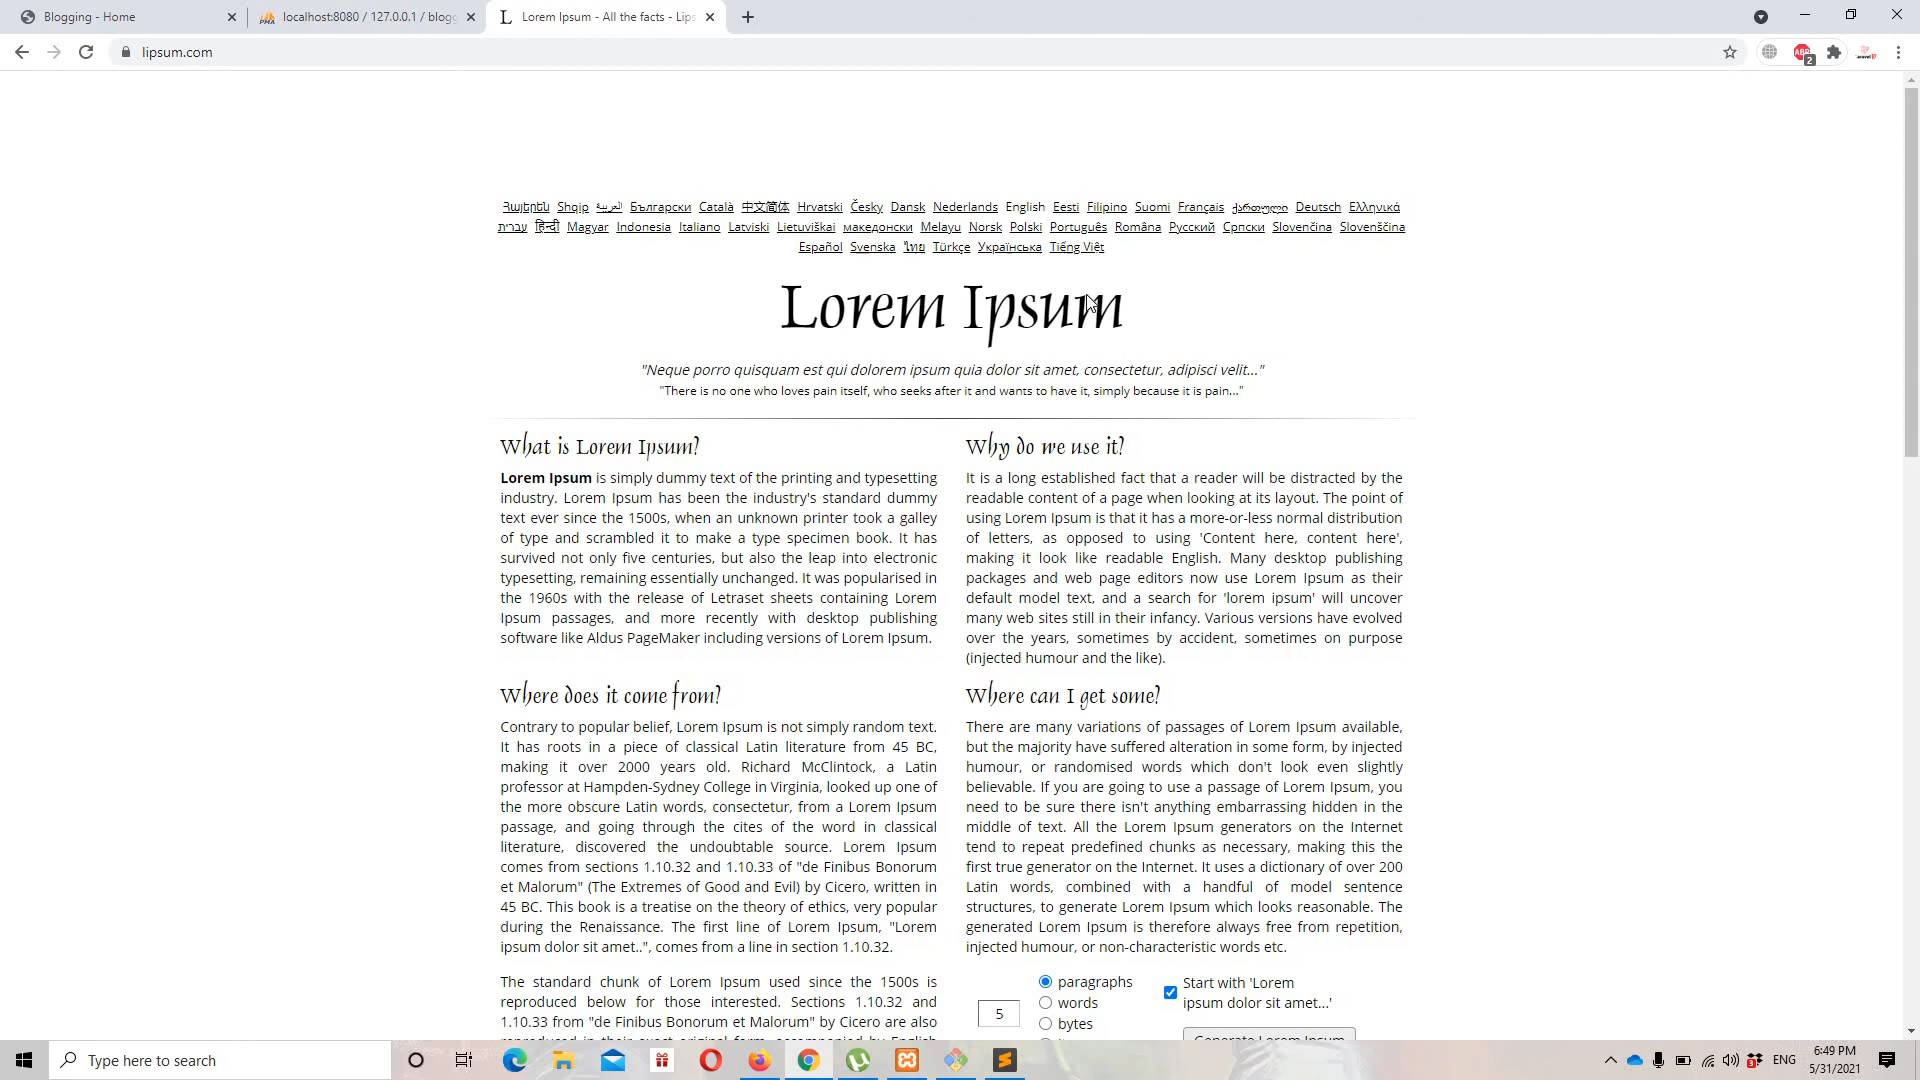 Blogging - Home
localhost:8080 / 127.0.0.1 / blogg
Lorem Ipsum - All the facts - Lips
lipsum.com
Հայերեն Shqip العربية Български Català 中文简体 Hrvatski Česky Dansk Nederlands English Eesti Filipino Suomi Français ქართული Deutsch Ελληνικά
עברית हिन्दी Magyar Indonesia Italiano Latviski Lietuviškai македонски Melayu Norsk Polski Português Româna Pyccкий Српски Slovenčina Slovenščina
Español Svenska ไทย Türkçe Українська Tiếng Việt
Lorem Ipsum
"Neque porro quisquam est qui dolorem ipsum quia dolor sit amet, consectetur, adipisci velit..."
"There is no one who loves pain itself, who seeks after it and wants to have it, simply because it is pain..."
What is Lorem Ipsum?
Lorem Ipsum is simply dummy text of the printing and typesetting
industry. Lorem Ipsum has been the industry's standard dummy
text ever since the 1500s, when an unknown printer took a galley
of type and scrambled it to make a type specimen book. It has
survived not only five centuries, but also the leap into electronic
typesetting, remaining essentially unchanged. It was popularised in
the 1960s with the release of Letraset sheets containing Lorem
Ipsum passages, and more recently with desktop publishing
software like Aldus PageMaker including versions of Lorem Ipsum.
Why do we use it?
It is a long established fact that a reader will be distracted by the
readable content of a page when looking at its layout. The point of
using Lorem Ipsum is that it has a more-or-less normal distribution
of letters, as opposed to using 'Content here, content here',
making it look like readable English. Many desktop publishing
packages and web page editors now use Lorem Ipsum as their
default model text, and a search for 'lorem ipsum' will uncover
many web sites still in their infancy. Various versions have evolved
over the years, sometimes by accident, sometimes on purpose
(injected humour and the like).
Where does it come from?
Contrary to popular belief, Lorem Ipsum is not simply random text.
It has roots in a piece of classical Latin literature from 45 BC,
making it over 2000 years old. Richard McClintock, a Latin
professor at Hampden-Sydney College in Virginia, looked up one of
the more obscure Latin words, consectetur, from a Lorem Ipsum
passage, and going through the cites of the word in classical
literature, discovered the undoubtable source. Lorem Ipsum
comes from sections 1.10.32 and 1.10.33 of "de Finibus Bonorum
et Malorum" (The Extremes of Good and Evil) by Cicero, written in
45 BC. This book is a treatise on the theory of ethics, very popular
during the Renaissance. The first line of Lorem Ipsum, "Lorem
ipsum dolor sit amet..", comes from a line in section 1.10.32.
The standard chunk of Lorem Ipsum used since the 1500s is
reproduced below for those interested. Sections 1.10.32 and
1.10.33 from "de Finibus Bonorum et Malorum" by Cicero are also
reproduced in their exact original form, accompanied by English
Where can I get some?
There are many variations of passages of Lorem Ipsum available,
but the majority have suffered alteration in some form, by injected
humour, or randomised words which don't look even slightly
believable. If you are going to use a passage of Lorem Ipsum, you
need to be sure there isn't anything embarrassing hidden in the
middle of text. All the Lorem Ipsum generators on the Internet
tend to repeat predefined chunks as necessary, making this the
first true generator on the Internet. It uses a dictionary of over 200
Latin words, combined with a handful of model sentence
structures, to generate Lorem Ipsum which looks reasonable. The
generated Lorem Ipsum is therefore always free from repetition,
injected humour, or non-characteristic words etc.
5
paragraphs
words
bytes
Start with 'Lorem
ipsum dolor sit amet...'
Generate Lorem Ipsum
Type here to search
ENG
6:49 PM
5/31/2021